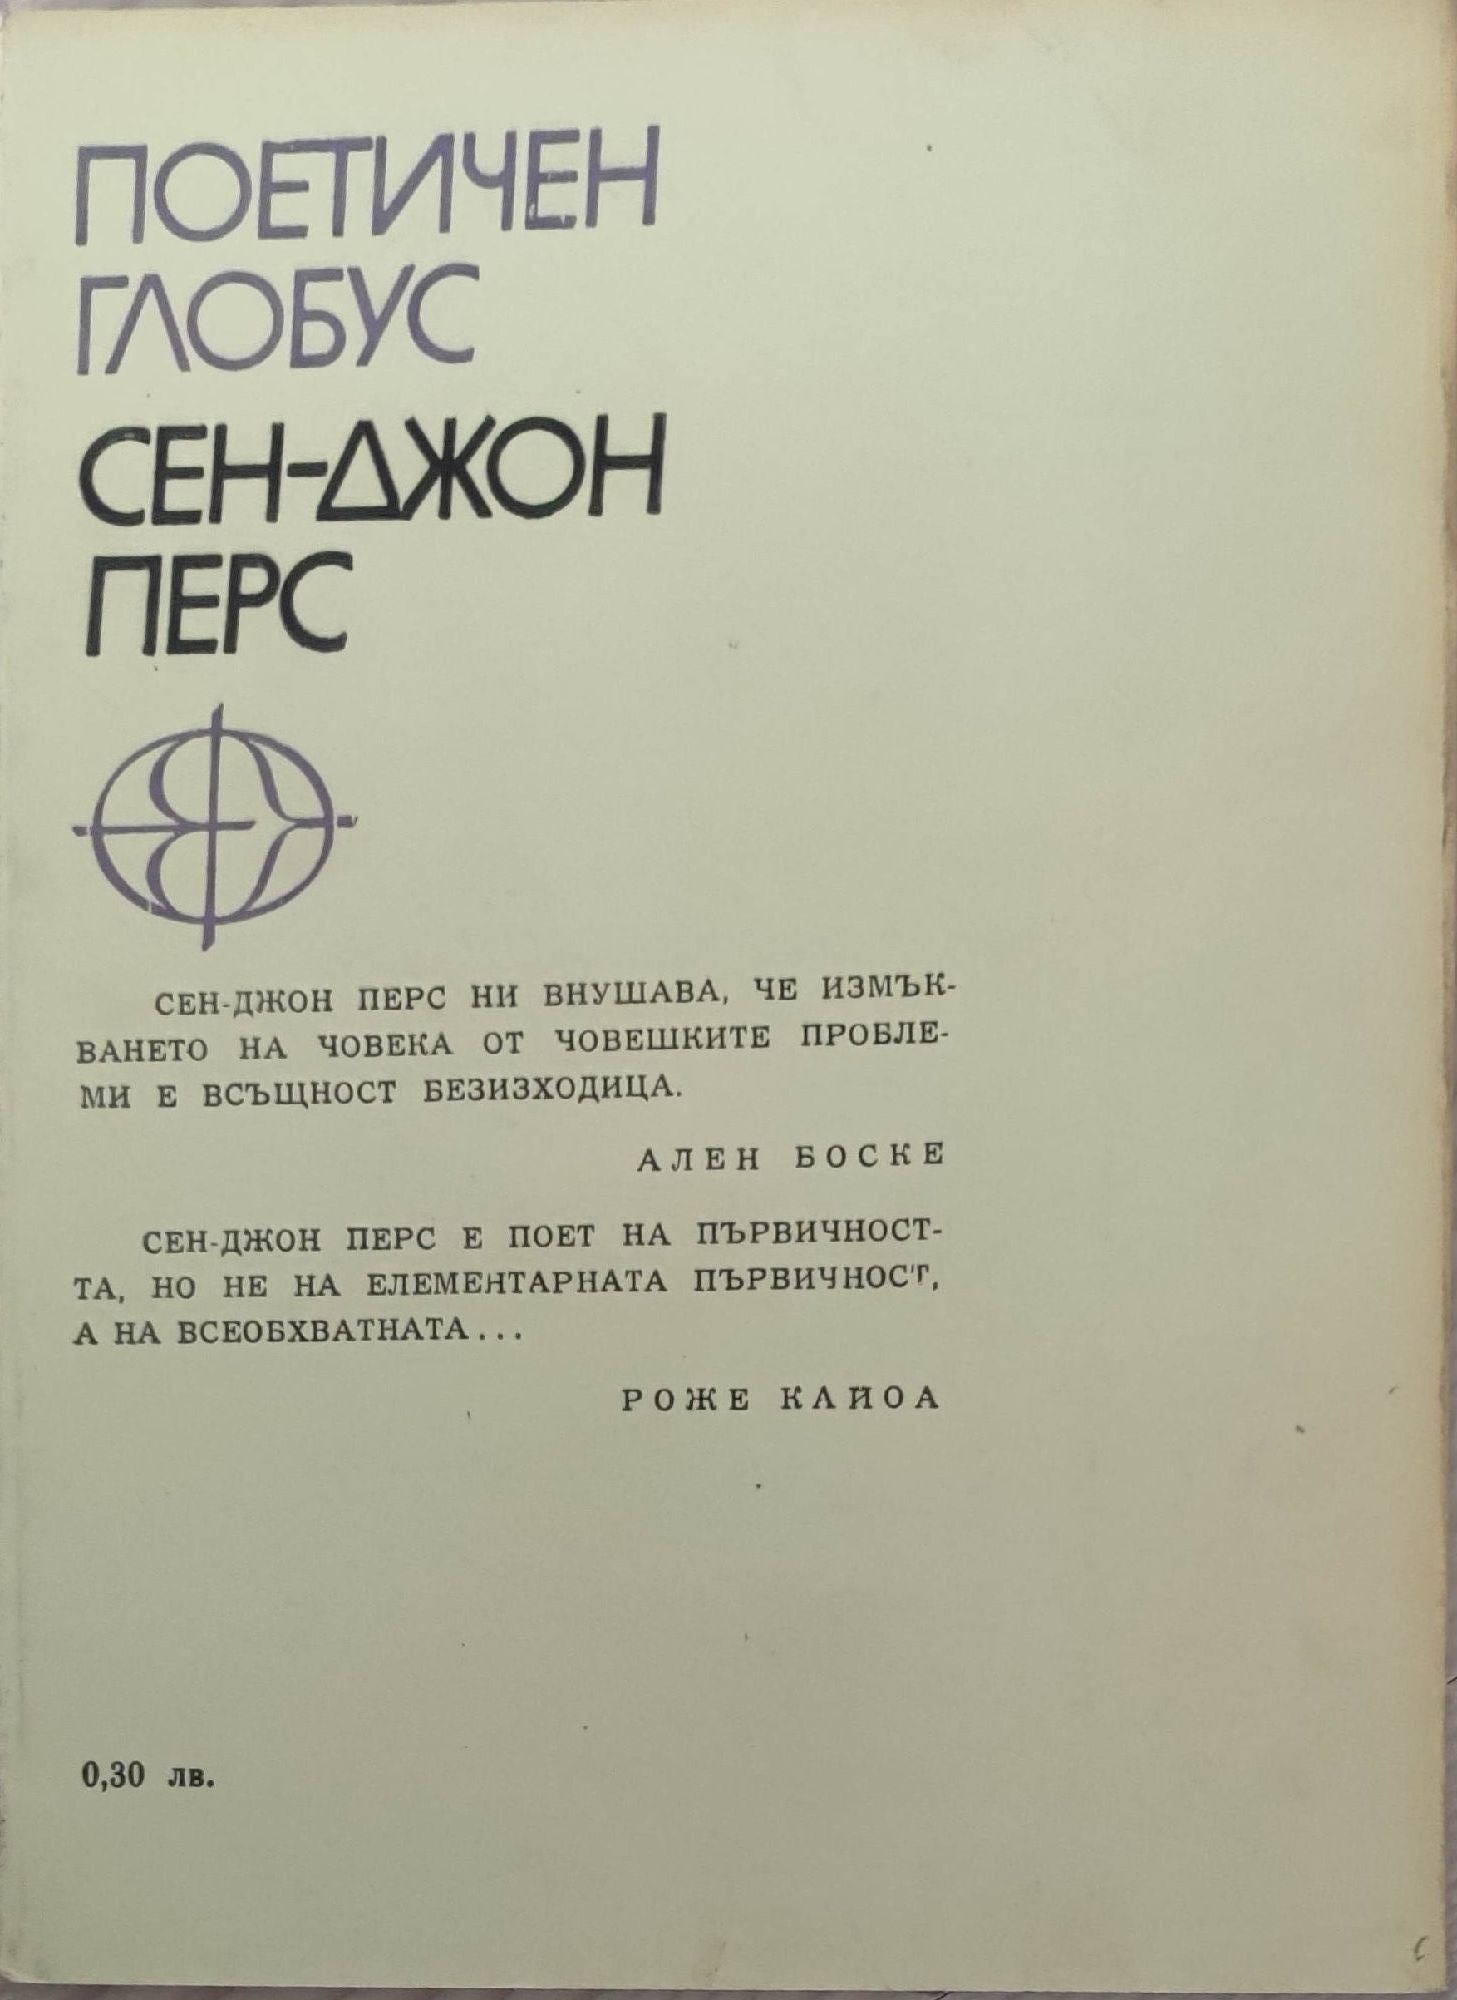 ПОЕТИЧЕН
ГЛОБУС
СЕН-ДЖОН
ПЕРС
СЕН-ДЖОН ПЕРС НИ ВНУШАВА, ЧЕ ИЗМЪК-
ВАНЕТО НА ЧОВЕКА ОТ ЧОВЕШКИТЕ ПРОБЛЕ-
МИ Е ВСЪЩНОСТ БЕЗИЗХОДИЦА.
АЛЕН БОСКЕ
СЕН-ДЖОН ПЕРС Е ПОЕТ НА ПЪРВИЧНОСТ-
ТА, НО НЕ НА ЕЛЕМЕНТАРНАТА ПЪРВИЧНОСТ,
А НА ВСЕОБХВАТНАТА...
РОЖЕ КАЙОА
0,30 лв.